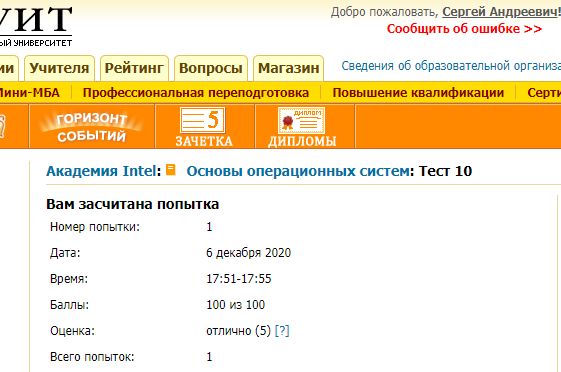 УИТ
ЫЙ УНИВЕРСИТЕТ
Добро пожаловать, Сергей Андреевич!
Сообщить об ошибке >>
ии Учителя Рейтинг Вопросы Магазин
Сведения об образовательной организа
Мини-МБА Профессиональная переподготовка Повышение квалификации Серти
ГОРИЗОНТ СОБЫТИЙ
5
ЗАЧЕТКА
ДИПЛОМ
ДИПЛОМЫ
Академия Intel: Основы операционных систем: Тест 10
Вам засчитана попытка
Номер попытки: 1
Дата: 6 декабря 2020
Время: 17:51-17:55
Баллы: 100 из 100
Оценка: отлично (5) [?]
Всего попыток: 1